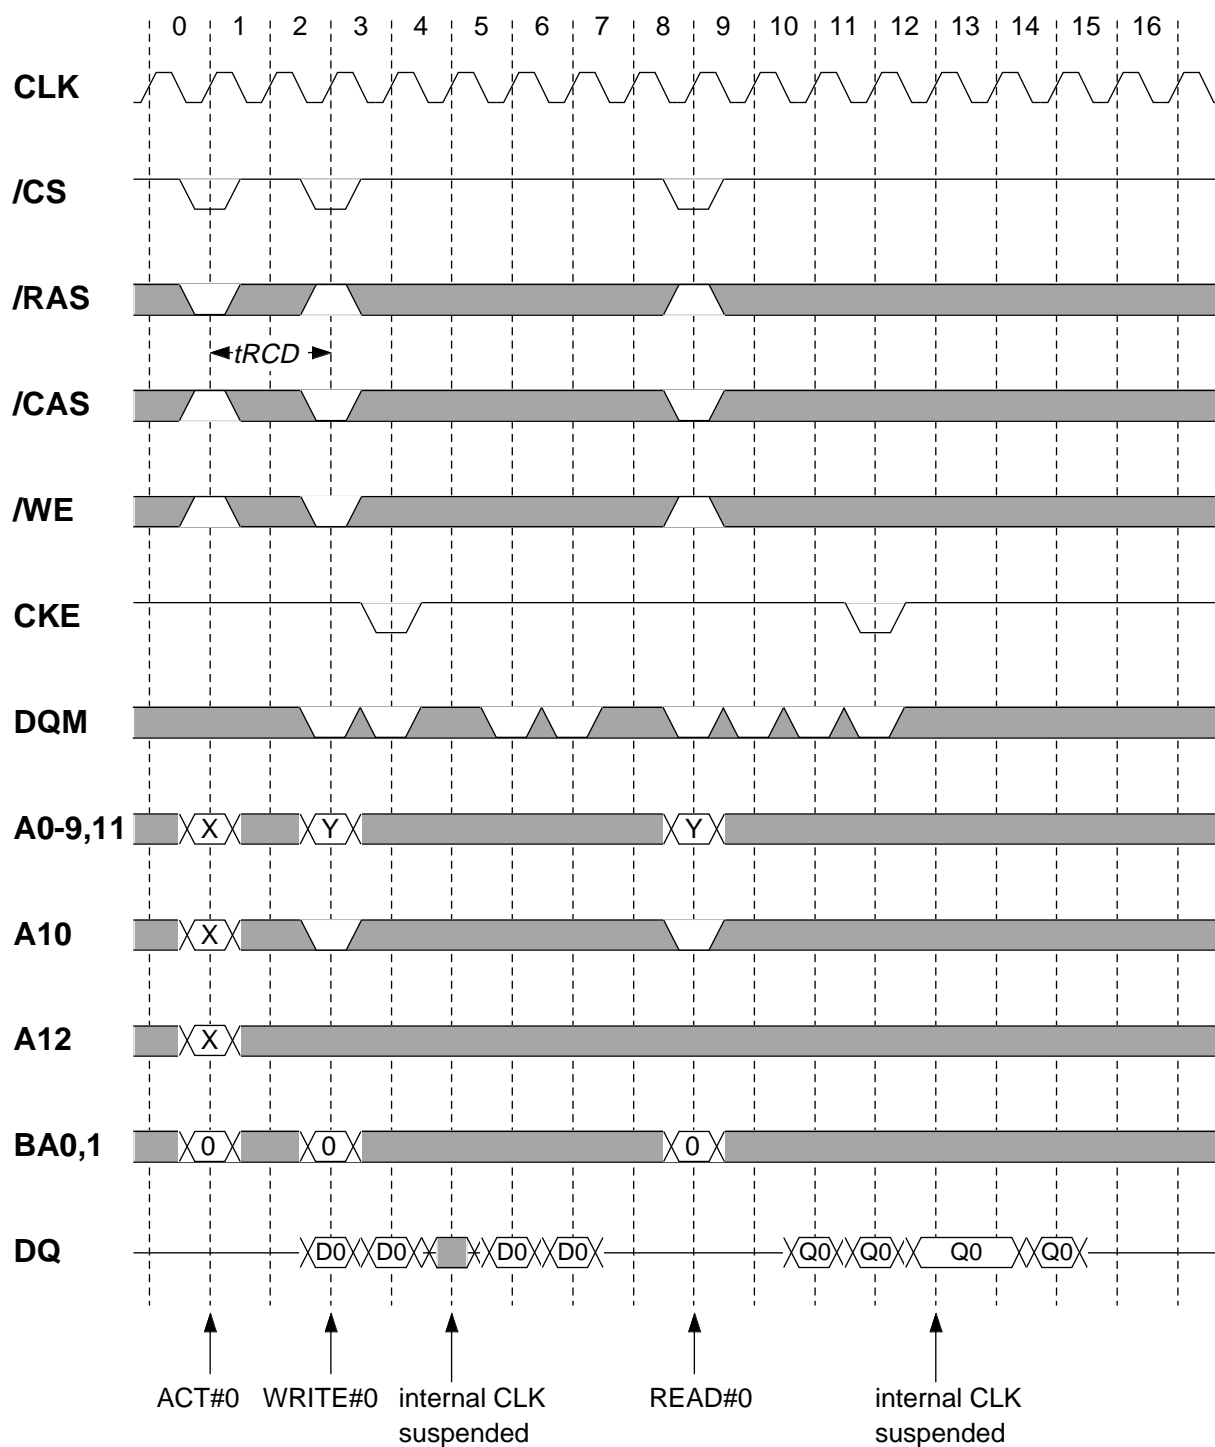 0 1 2 3 4 5 6 7 8 9 10 11 12 13 14 15 16
CLK
/CS
/RAS
tRCD
/CAS
/WE
CKE
DQM
A0-9,11 X Y Y
A10 X
A12 X
BA0,1 0 0 0
DQ D0 D0 D0 D0 Q0 Q0 Q0 Q0
ACT#0 WRITE#0 internal CLK READ#0 internal CLK
suspended suspended